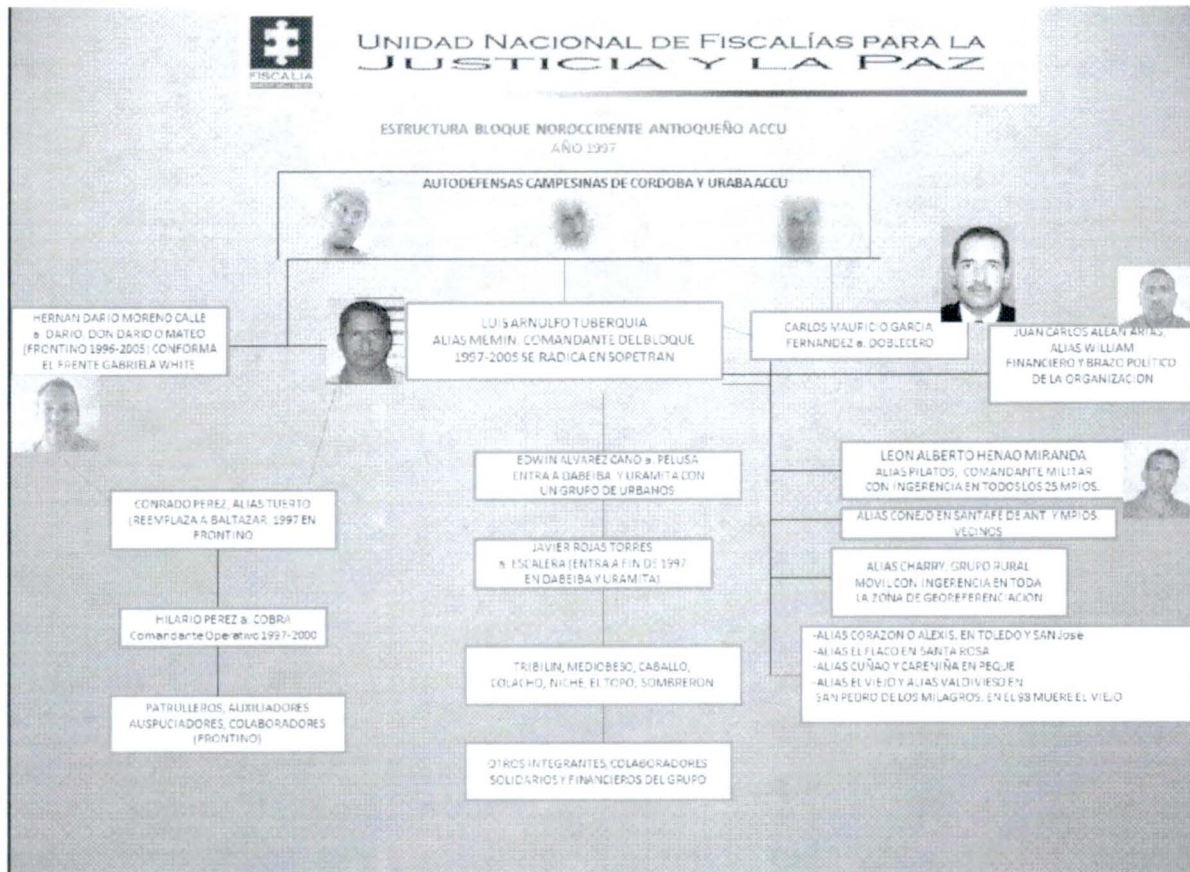 FISCALIA
UNIDAD NACIONAL DE FISCALÍAS PARA LA
JUSTICIA Y LA PAZ
ESTRUCTURA BLOQUE NOROCCIDENTE ANTIOQUEÑO ACCU
AÑO 1997
AUTODEFENSAS CAMPESINAS DE CORDOBA Y URABA ACCU
HERNAN DARIO MORENO CALLE
a. DARIO, DON DARIO O MATEO
(FRONTINO 1996-2005) CONFORMA
EL FRENTE GABRIELA WHITE
LUIS ARNULFO TUBERQUIA
ALIAS MEMIN, COMANDANTE DEL BLOQUE
1997-2005 SE RADICA EN SOPETRAN
CARLOS MAURICIO GARCIA
FERNANDEZ a. DOBLECERO
JUAN CARLOS ALEAN ARIAS,
ALIAS WILLIAM
FINANCIERO Y BRAZO POLITICO
DE LA ORGANIZACIÓN
CONRADO PEREZ, ALIAS TUERTO
(REEMPLAZA A BALTAZAR, 1997 EN
FRONTINO
HILARIO PEREZ a. COBRA
Comandante Operativo 1997-2000
PATRULLEROS, AUXILIADORES
AUSPUCIADORES, COLABORADORES
(FRONTINO)
EDWIN ALVAREZ CANO a. PELUSA
ENTRA A DABEIBA Y URAMITA CON
UN GRUPO DE URBANOS
JAVIER ROJAS TORRES
a. ESCALERA (ENTRA A FIN DE 1997
EN DABEIBA Y URAMITA)
TRIBILIN, MEDIOBESO, CABALLO,
COLACHO, NICHE, EL TOPO, SOMBRERON
OTROS INTEGRANTES, COLABORADORES
SOLIDARIOS Y FINANCIEROS DEL GRUPO
LEON ALBERTO HENAO MIRANDA
ALIAS PILATOS, COMANDANTE MILITAR
CON INGERENCIA EN TODOS LOS 25 MPIOS.
ALIAS CONEJO EN SANTAFE DE ANT. Y MPIOS.
VECINOS
ALIAS CHARRY, GRUPO RURAL
MOVIL CON INGERENCIA EN TODA
LA ZONA DE GEOREFERENCIACION
-ALIAS CORAZON O ALEXIS, EN TOLEDO Y SAN José
-ALIAS EL FLACO EN SANTA ROSA
-ALIAS CUÑAO Y CARENIÑA EN PEQUE
-ALIAS EL VIEJO Y ALIAS VALDIVIESO EN
SAN PEDRO DE LOS MILAGROS, EN EL 98 MUERE EL VIEJO